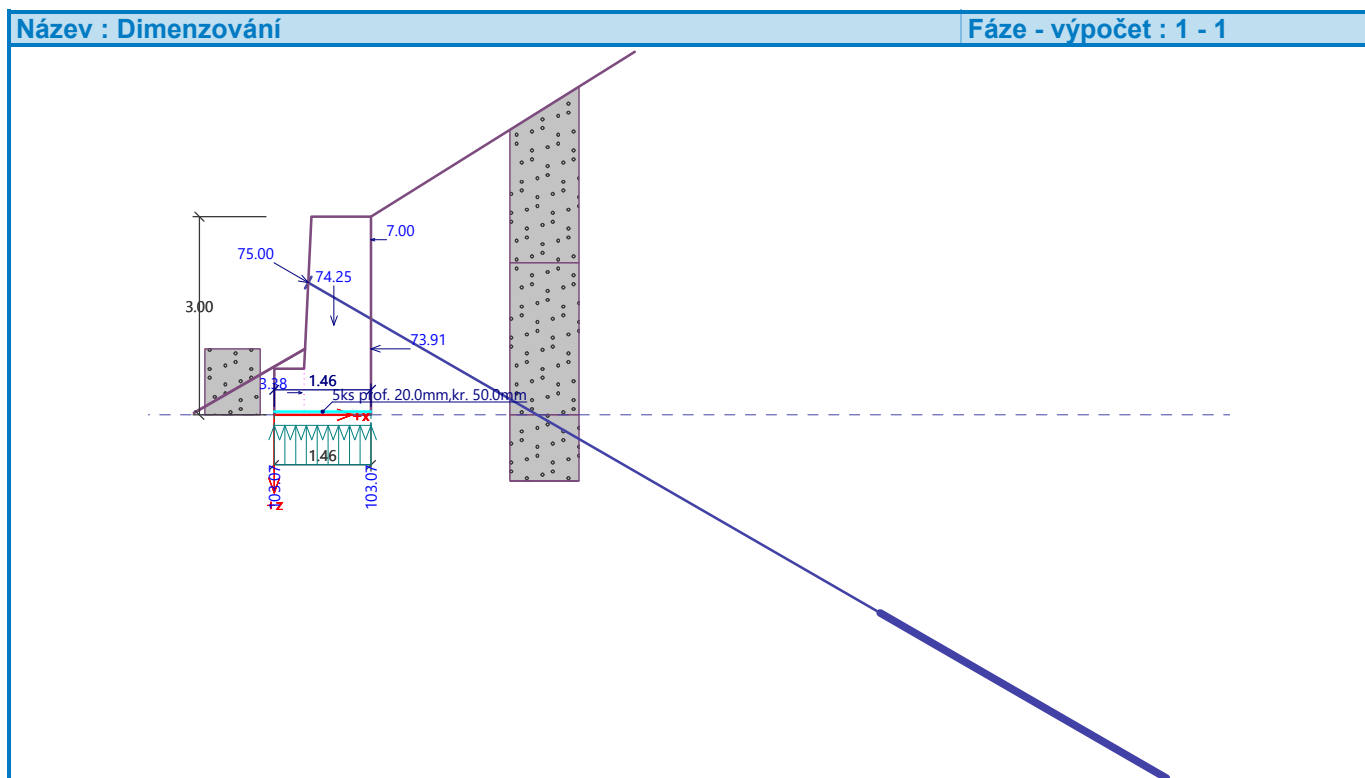 Název : Dimenzování
Fáze - výpočet : 1 - 1
7.00
75.00
74.25
3.00
73.91
3.38
1.46
5ks prof. 20.0mm,kr. 50.0mm
+x
1.46
103.07
103.07
+z